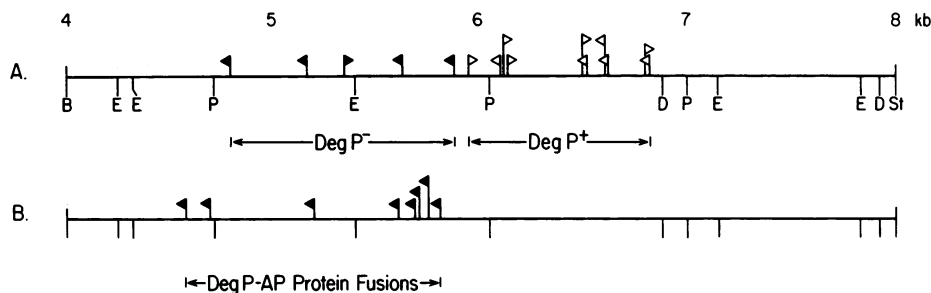 4 5 6 7 8 kb
A.
B E E P E P D P E E D St
Deg P⁻ Deg P⁺
B.
Deg P-AP Protein Fusions